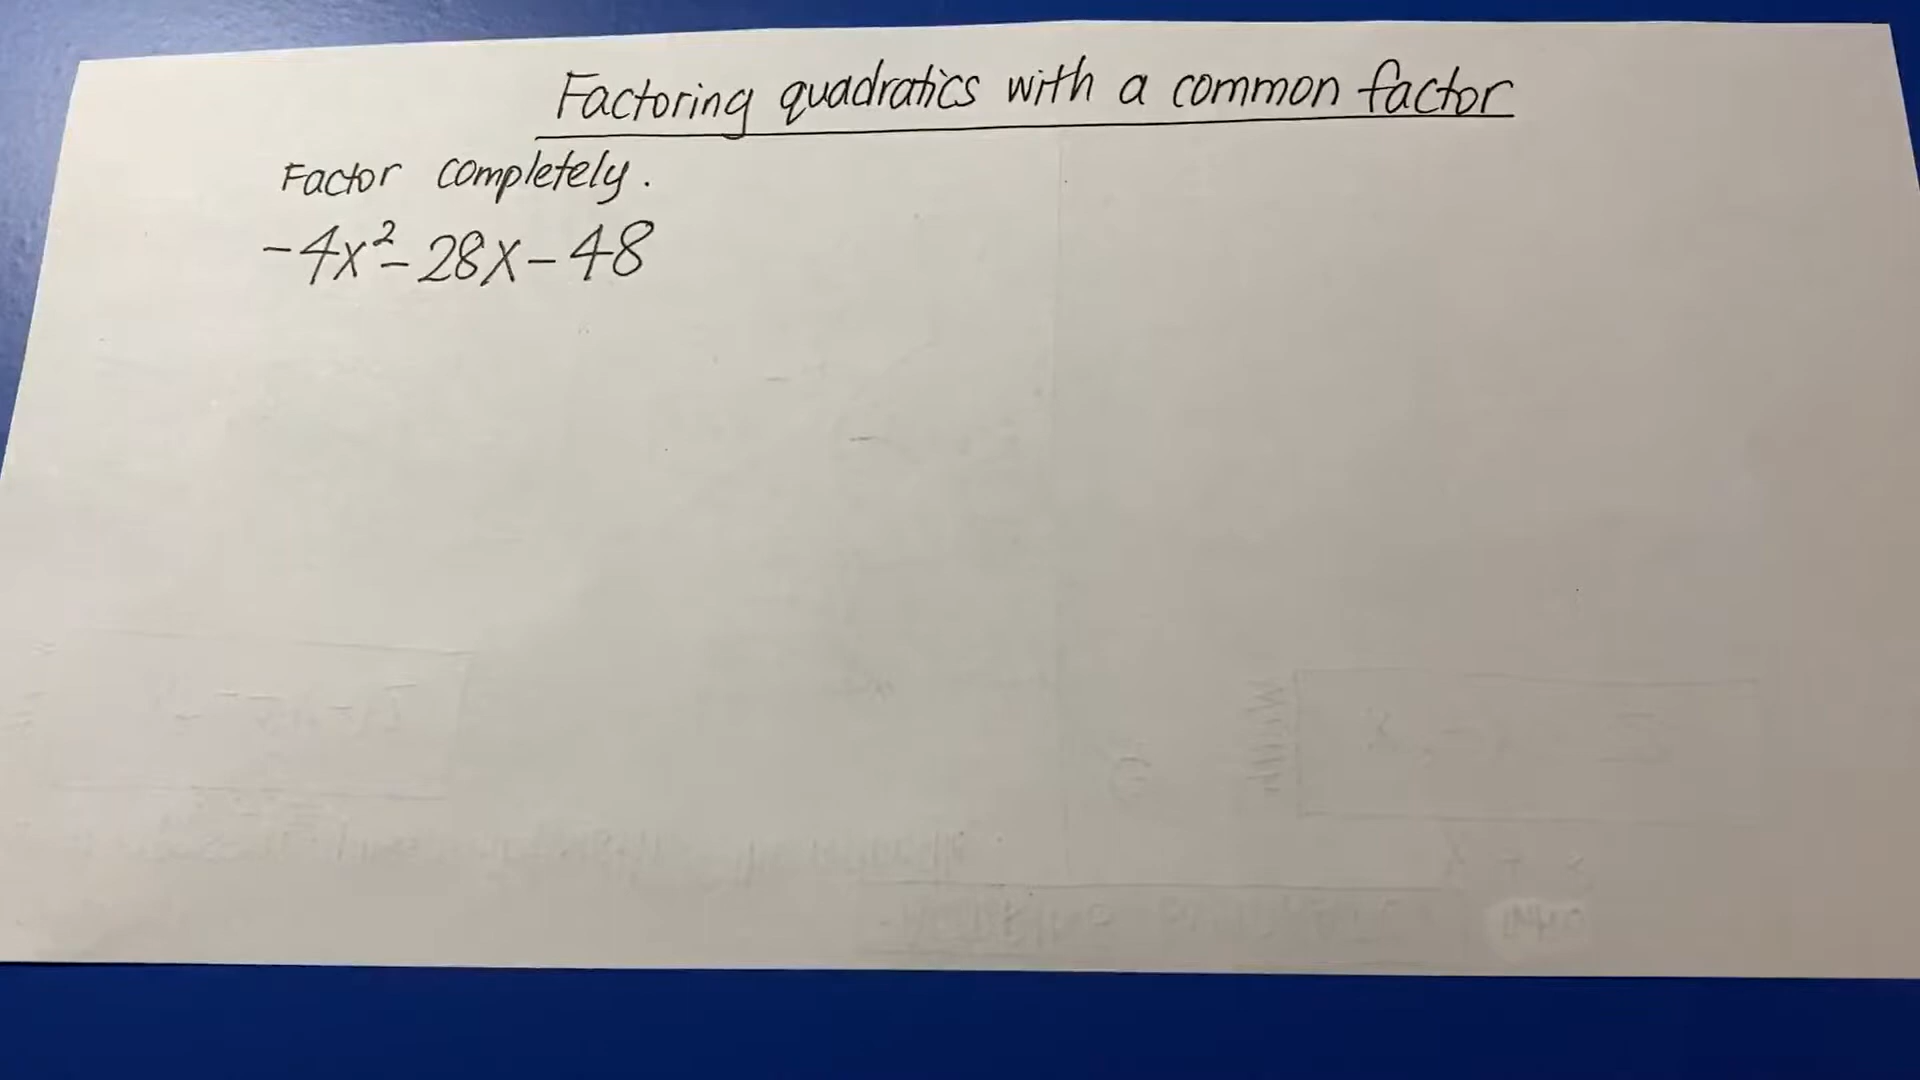 Factoring quadratics with a common factor
Factor completely.
-4x²-28x-48